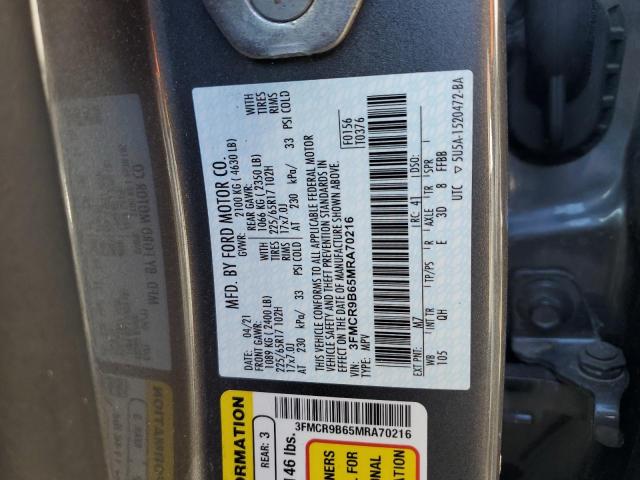 MFD. BY FORD MOTOR CO.
DATE: 04/21
GVWR: 2100 KG ( 4630 LB)
FRONT GAWR: 1089 KG ( 2400 LB)
REAR GAWR: 1066 KG ( 2350 LB)
WITH TIRES RIMS
225/65R17 102H
17x7.0J
AT 230 kPa/ 33 PSI COLD
WITH TIRES RIMS
225/65R17 102H
17x7.0J
AT 230 kPa/ 33 PSI COLD
THIS VEHICLE CONFORMS TO ALL APPLICABLE FEDERAL MOTOR
VEHICLE SAFETY AND THEFT PREVENTION STANDARDS IN
EFFECT ON THE DATE OF MANUFACTURE SHOWN ABOVE.
VIN: 3FMCR9B65MRA70216
TYPE: MPV
F0156
T0376
EXT PNT: M7
RC: 41
DSO:
WB
INT TR
TP/PS
R
AXLE
TR
SPR
105
QH
E
3D
8
FFBB
UTC
5U5A-1520472-BA
3FMCR9B65MRA70216
FORMATION
REAR: 3
146 lbs.